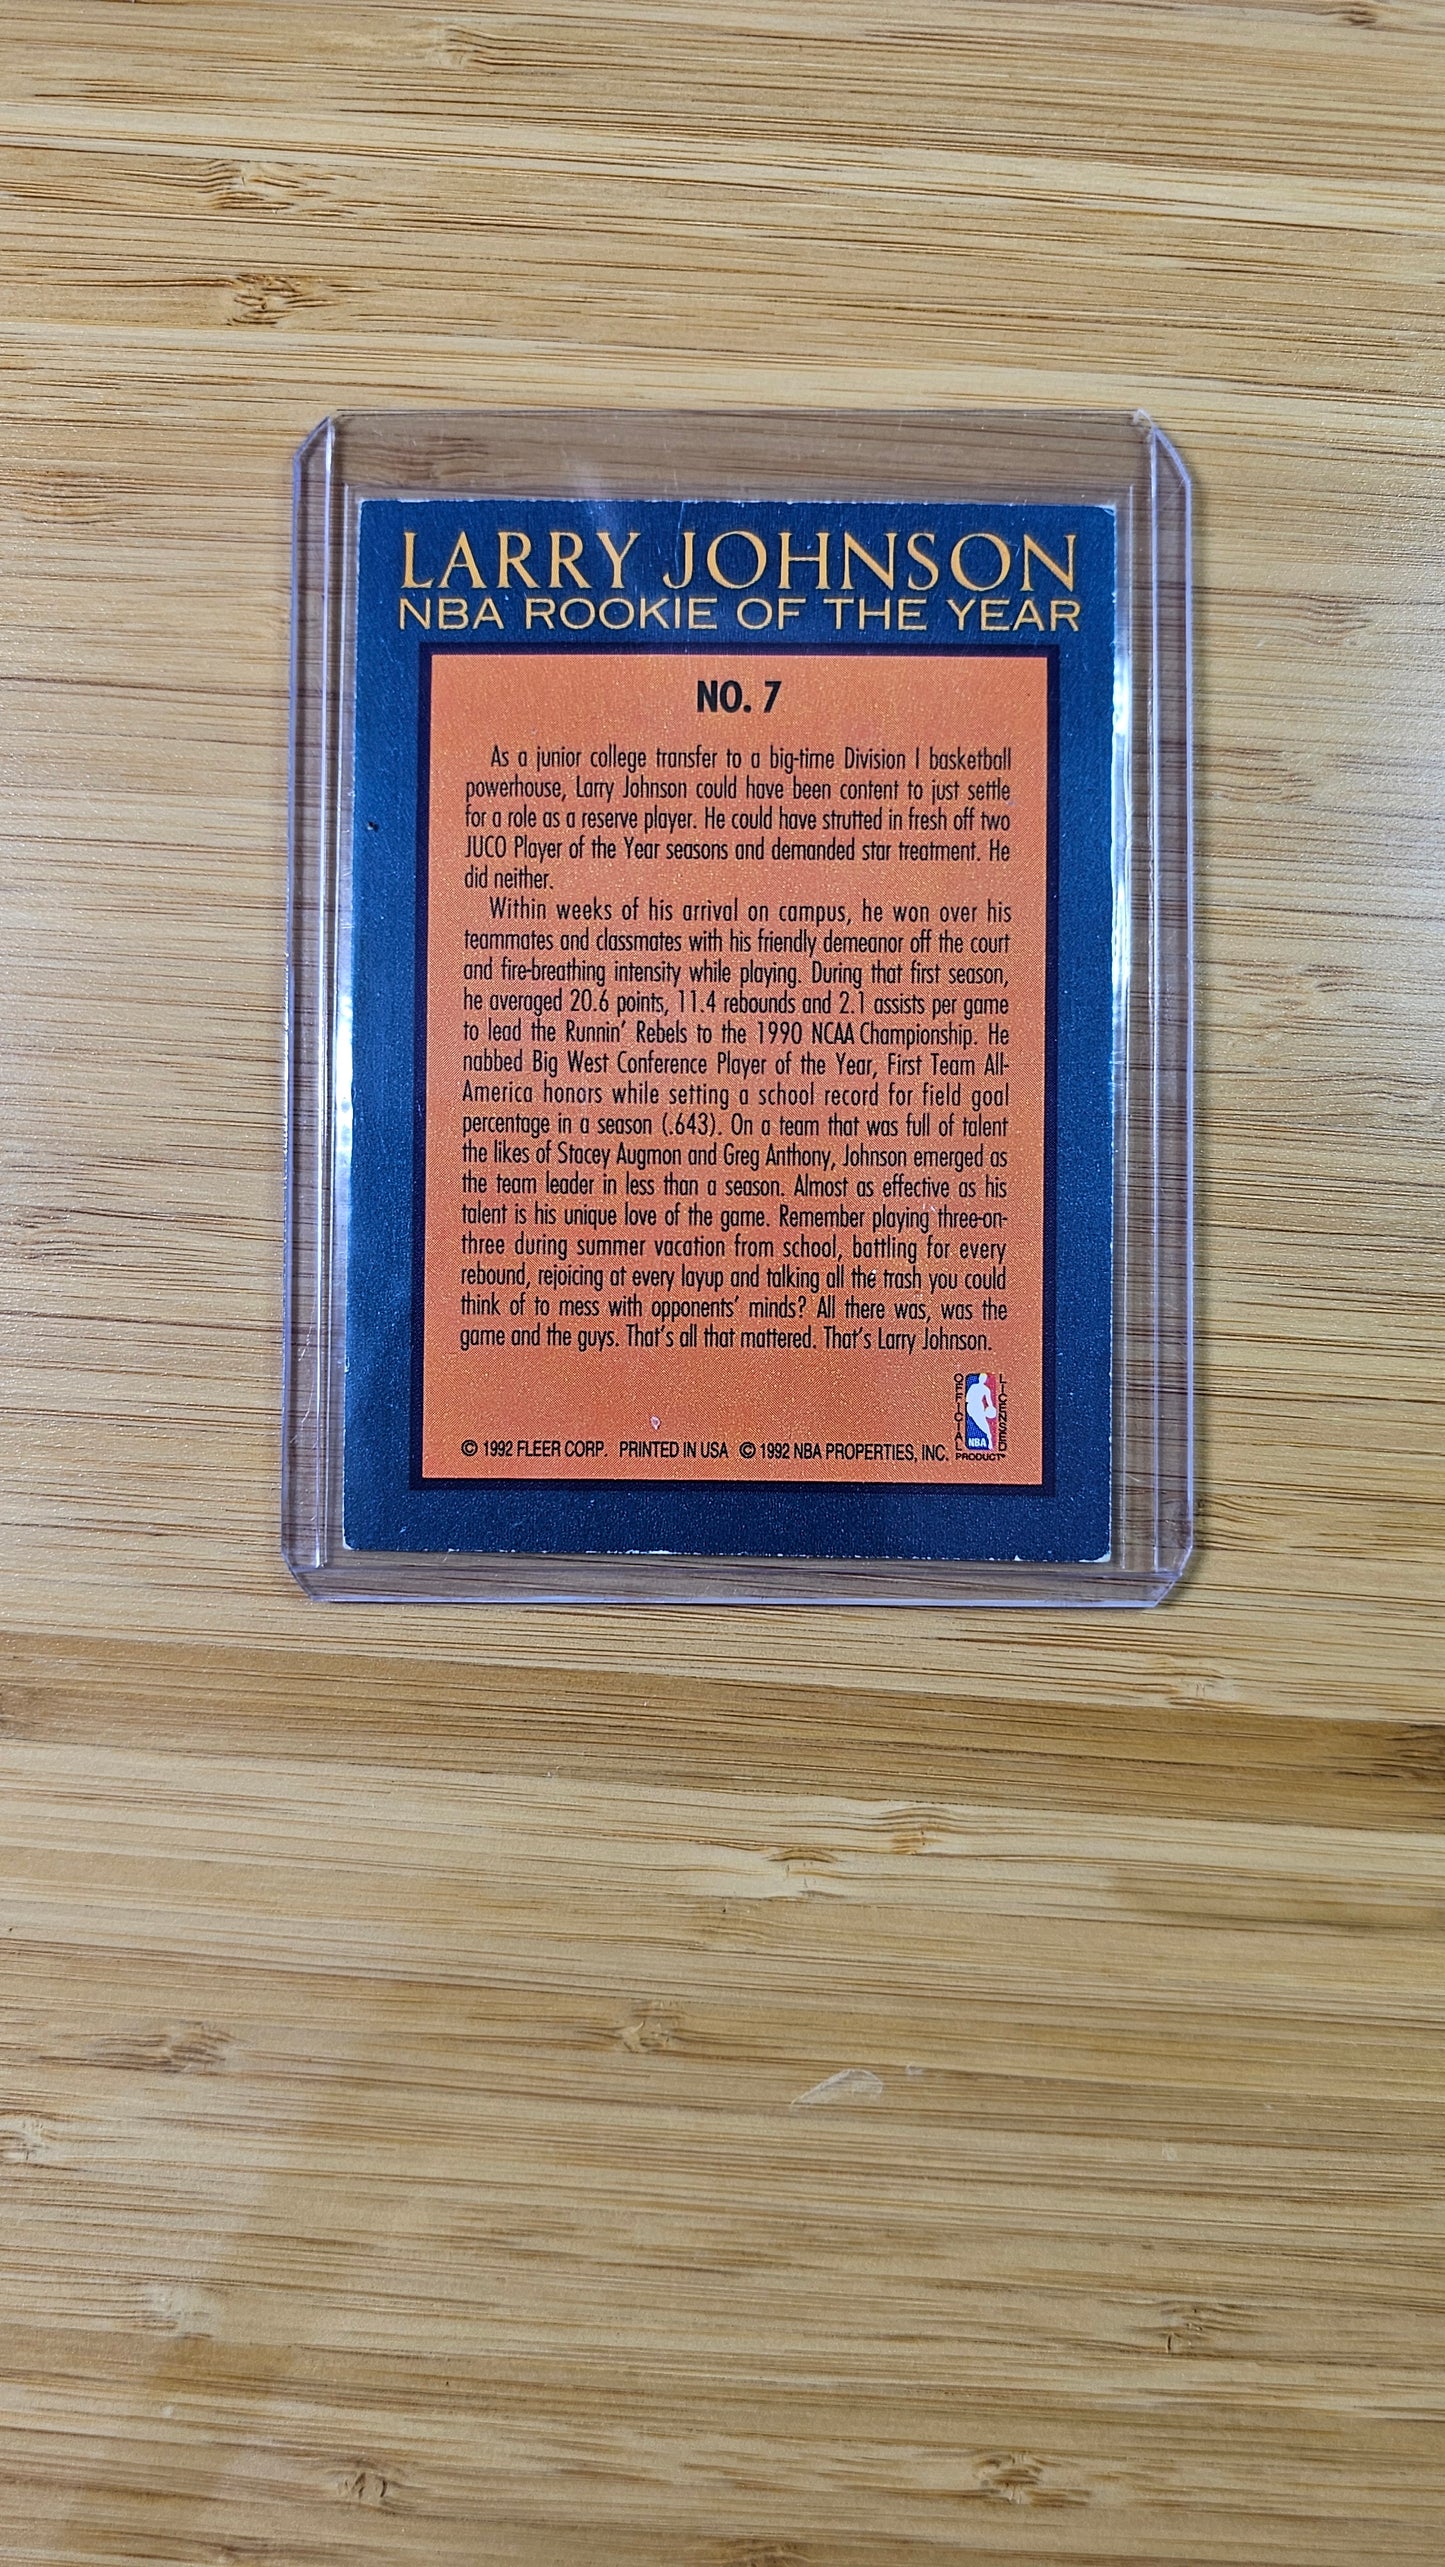 LARRY JOHNSON
NBA ROOKIE OF THE YEAR
NO. 7
As a junior college transfer to a big-time Division I basketball
powerhouse, Larry Johnson could have been content to just settle
for a role as a reserve player. He could have strutted in fresh off two
JUCO Player of the Year seasons and demanded star treatment. He
did neither.
Within weeks of his arrival on campus, he won over his
teammates and classmates with his friendly demeanor off the court
and fire-breathing intensity while playing. During that first season,
he averaged 20.6 points, 11.4 rebounds and 2.1 assists per game
to lead the Runnin' Rebels to the 1990 NCAA Championship. He
nabbed Big West Conference Player of the Year, First Team All-
America honors while setting a school record for field goal
percentage in a season (.643). On a team that was full of talent
the likes of Stacey Augmon and Greg Anthony, Johnson emerged as
the team leader in less than a season. Almost as effective as his
talent is his unique love of the game. Remember playing three-on-
three during summer vacation from school, battling for every
rebound, rejoicing at every layup and talking all the trash you could
think of to mess with opponents' minds? All there was, was the
game and the guys. That's all that mattered. That's Larry Johnson.
OFFICIAL LICENSED
NBA
PRODUCT
© 1992 FLEER CORP. PRINTED IN USA © 1992 NBA PROPERTIES, INC.